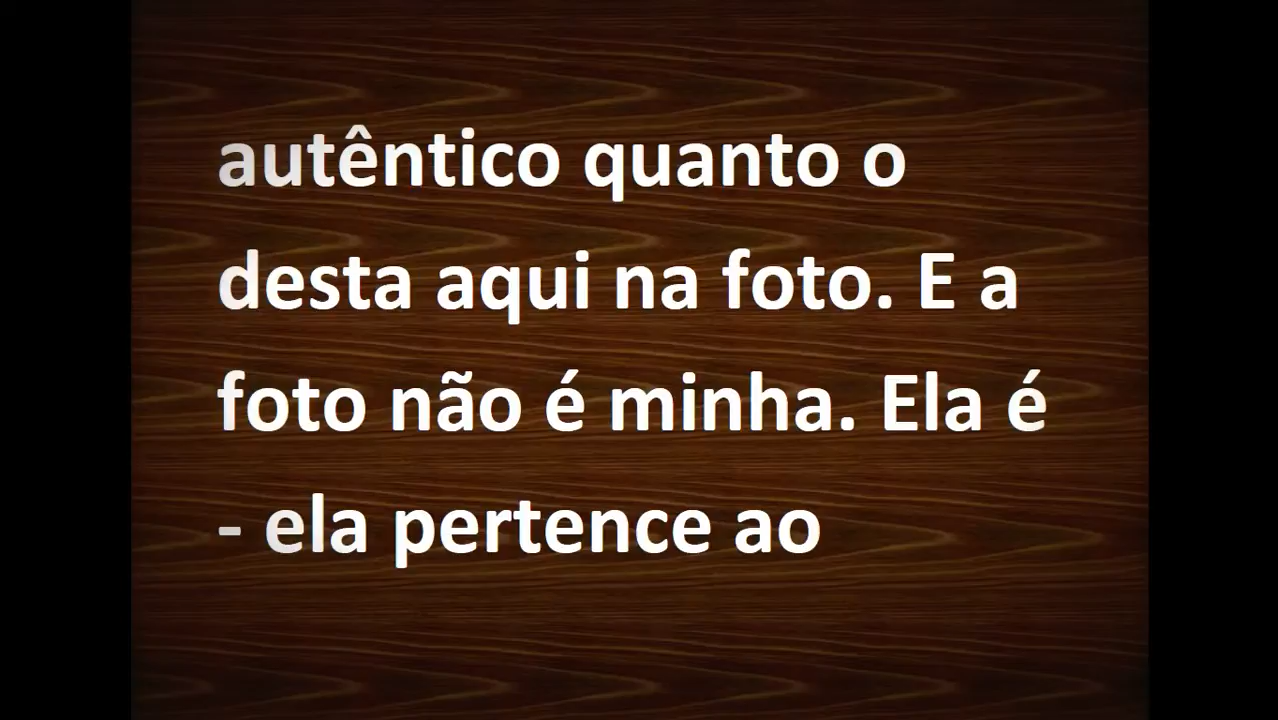 autêntico quanto o
desta aqui na foto. E a
foto não é minha. Ela é
- ela pertence ao